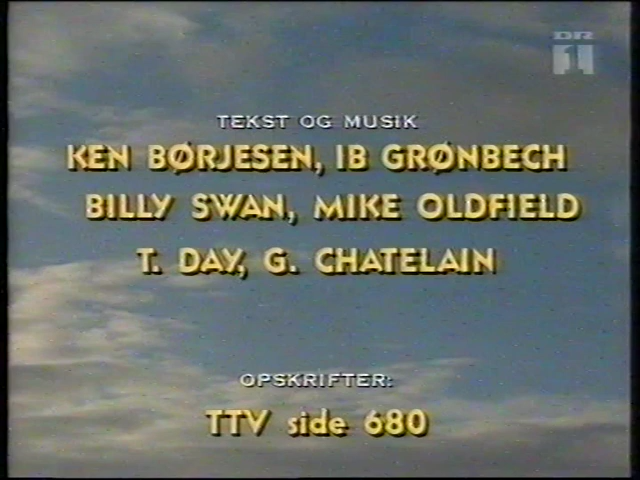 DR
1
TEKST OG MUSIK
KEN BØRJESEN, IB GRØNBECH
BILLY SWAN, MIKE OLDFIELD
T. DAY, G. CHATELAIN
OPSKRIFTER:
TTV side 680